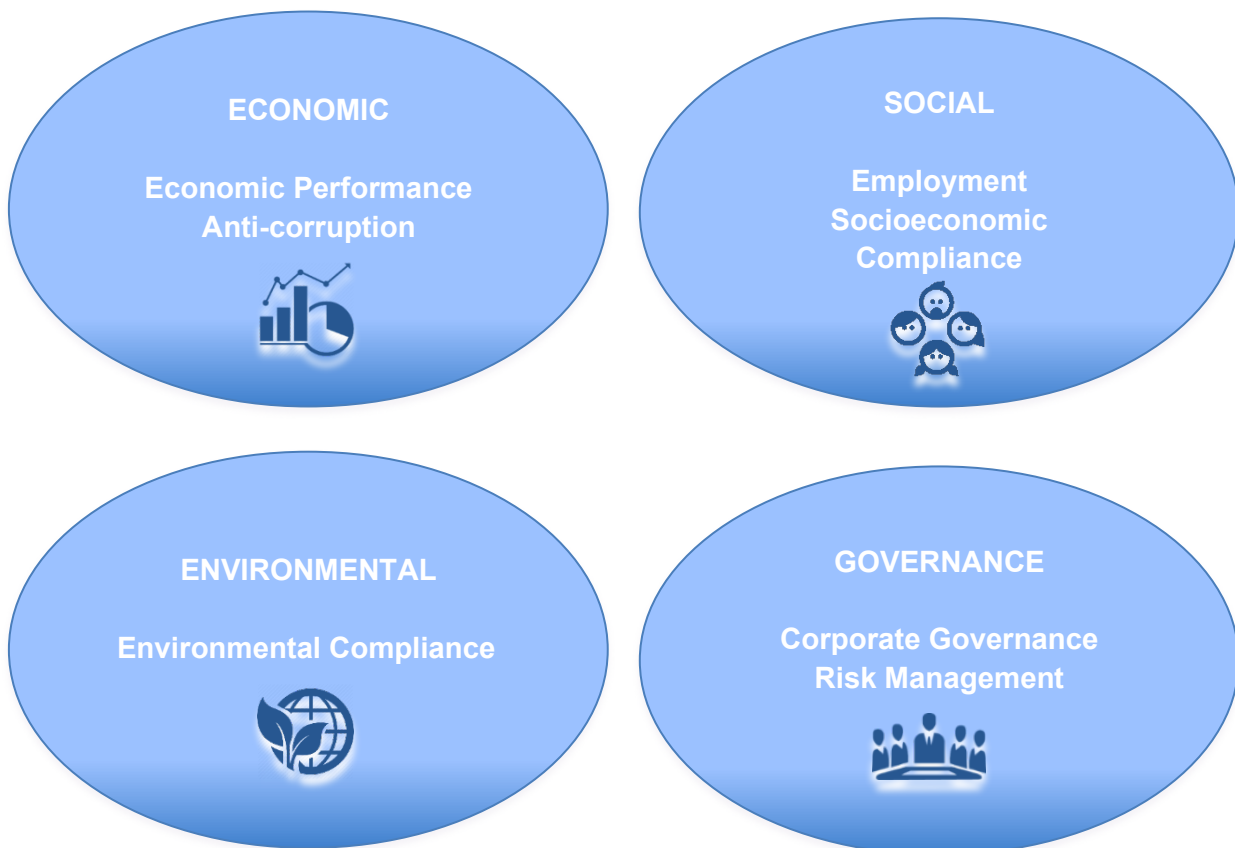 ECONOMIC
Economic Performance
Anti-corruption
SOCIAL
Employment
Socioeconomic
Compliance
ENVIRONMENTAL
Environmental Compliance
GOVERNANCE
Corporate Governance
Risk Management